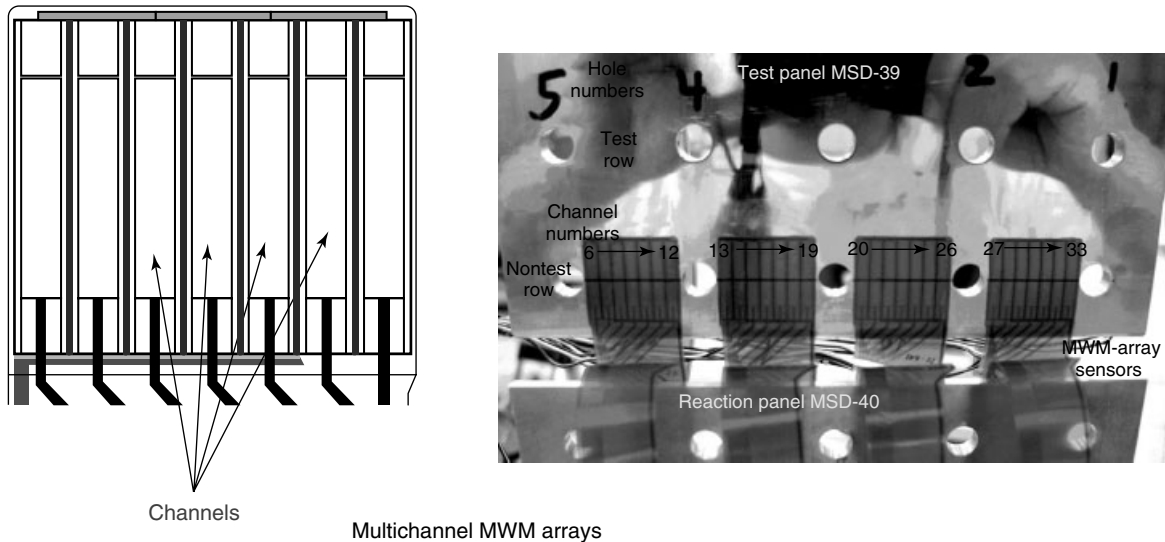 Channels
5
Hole
numbers
4
Test panel MSD-39
2
1
Test
row
Channel
numbers
6
12
13
19
20
26
27
33
Nontest
row
MWM-array
sensors
Reaction panel MSD-40
Multichannel MWM arrays